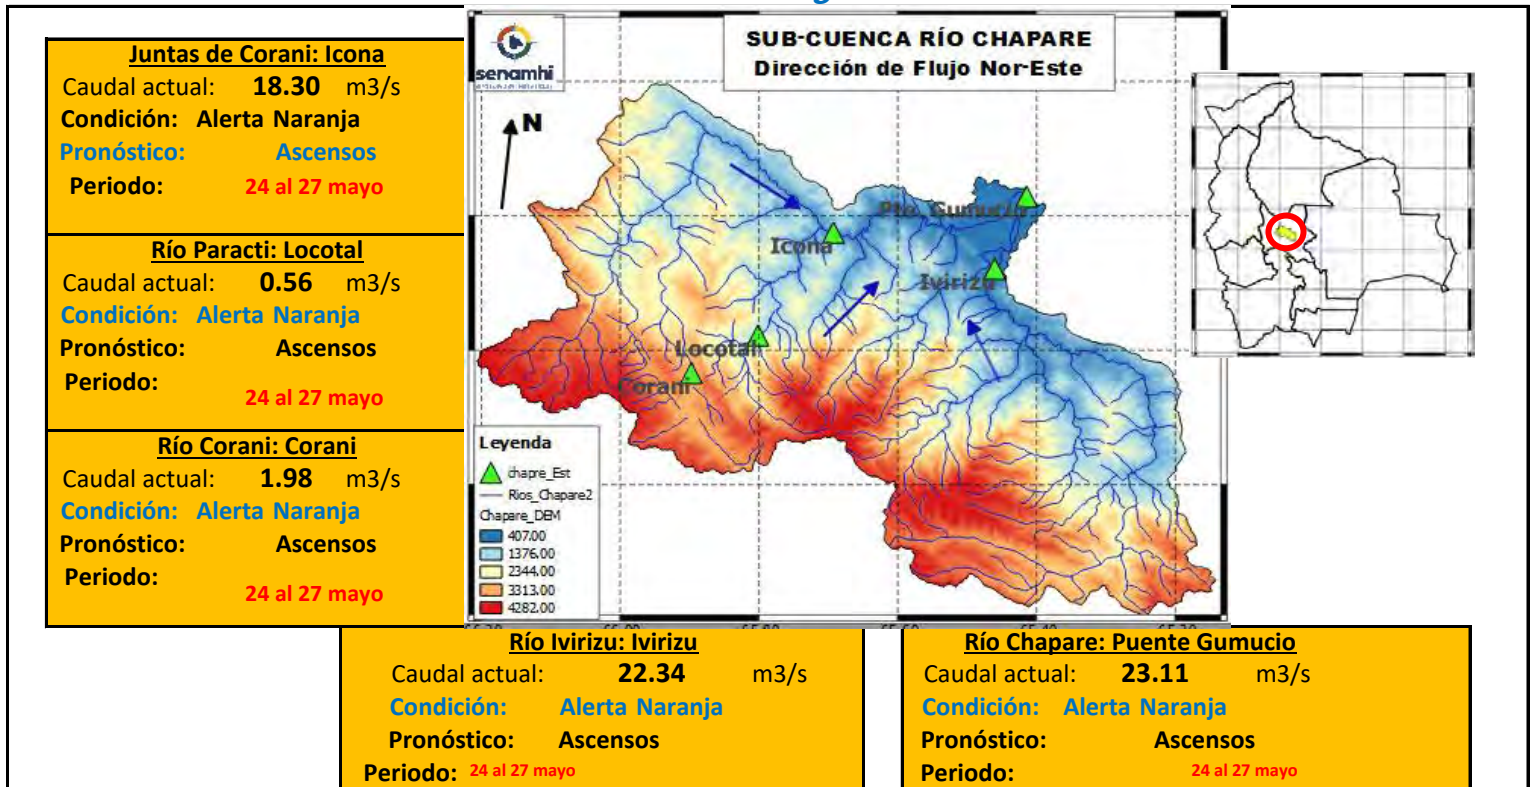 Juntas de Corani: Icona
Caudal actual: 18.30 m3/s
Condición: Alerta Naranja
Pronóstico: Ascensos
Periodo: 24 al 27 mayo
Río Paracti: Locotal
Caudal actual: 0.56 m3/s
Condición: Alerta Naranja
Pronóstico: Ascensos
Periodo:
24 al 27 mayo
Río Corani: Corani
Caudal actual: 1.98 m3/s
Condición: Alerta Naranja
Pronóstico: Ascensos
Periodo:
24 al 27 mayo
senamhi
SUB-CUENCA RÍO CHAPARE
Dirección de Flujo Nor-Este
N
Pte. Gumucio
Icona
Ivirizu
Locotal
Corani
Leyenda
chapre_Est
Rios_Chapare2
Chapare_DEM
407.00
1376.00
2344.00
3313.00
4282.00
Río Ivirizu: Ivirizu
Caudal actual: 22.34 m3/s
Condición: Alerta Naranja
Pronóstico: Ascensos
Periodo: 24 al 27 mayo
Río Chapare: Puente Gumucio
Caudal actual: 23.11 m3/s
Condición: Alerta Naranja
Pronóstico: Ascensos
Periodo: 24 al 27 mayo